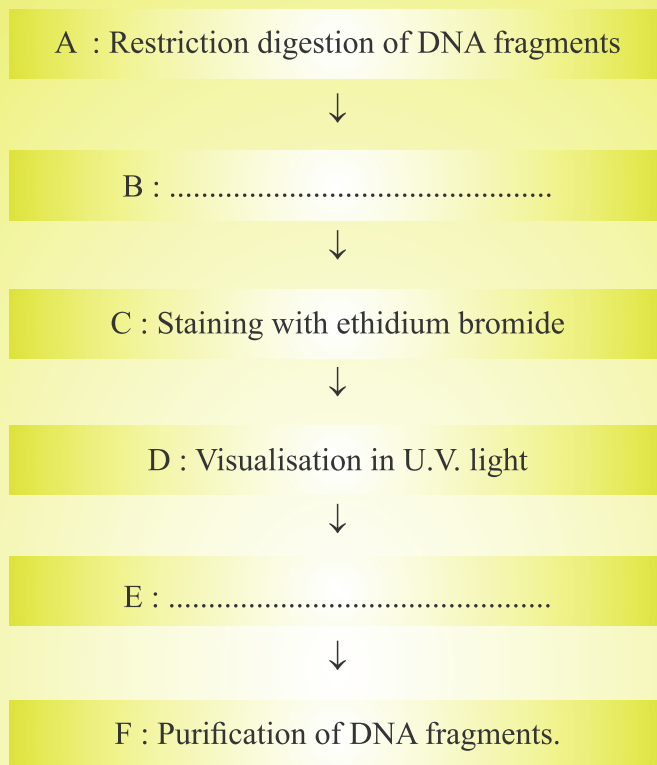 A : Restriction digestion of DNA fragments
↓
B : ................................................
↓
C : Staining with ethidium bromide
↓
D : Visualisation in U.V. light
↓
E : ................................................
↓
F : Purification of DNA fragments.